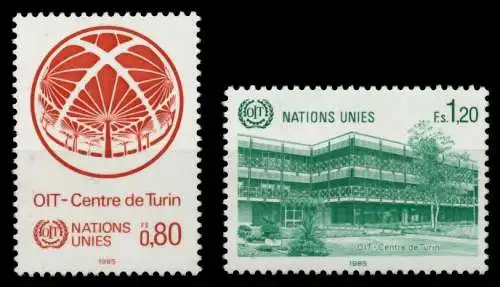 OIT-Centre de Turin
OIT NATIONS UNIES
Fs 0,80
1985
OIT NATIONS UNIES Fs.1,20
OIT-Centre de Turin
1985